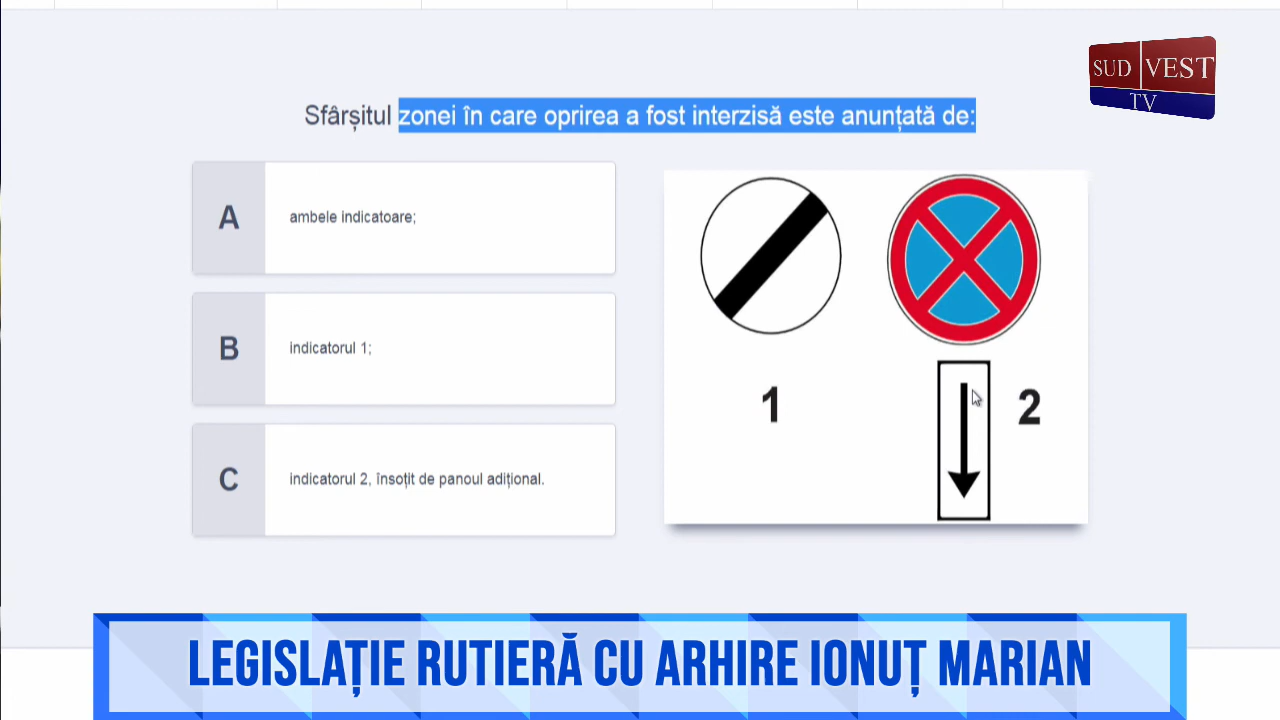 SUD VEST
TV
Sfârșitul zonei în care oprirea a fost interzisă este anunțată de:
A
ambele indicatoare;
B
indicatorul 1;
C
indicatorul 2, însoțit de panoul adițional.
1
2
LEGISLAȚIE RUTIERĂ CU ARHIRE IONUȚ MARIAN